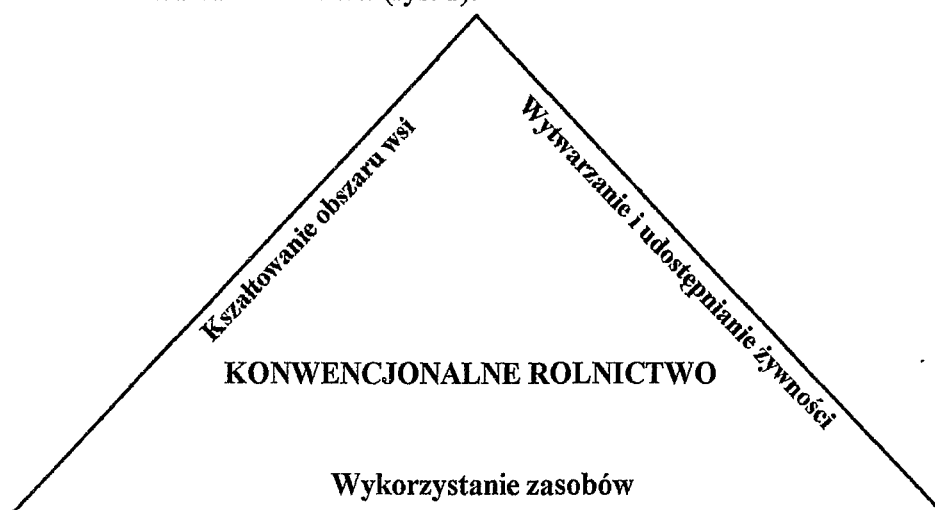 Kształtowanie obszaru wsi
Wytwarzanie i udostępnianie żywności
KONWENCJONALNE ROLNICTWO
Wykorzystanie zasobów